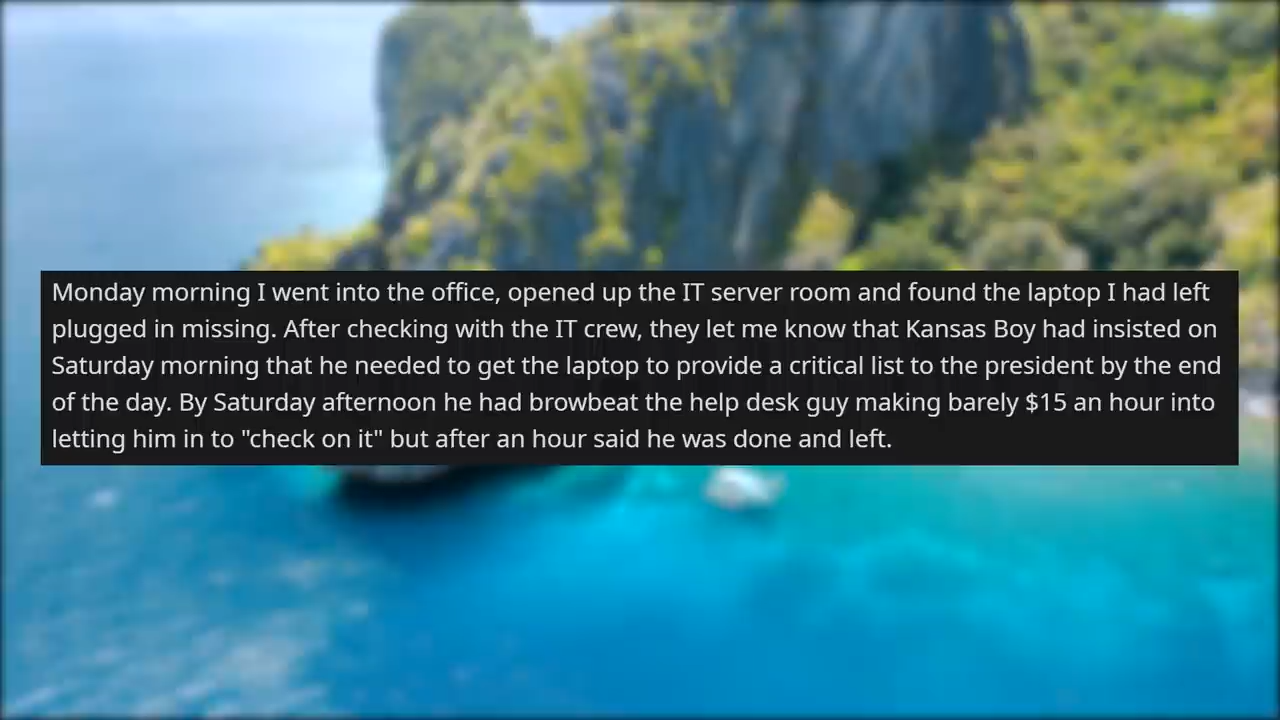 Monday morning I went into the office, opened up the IT server room and found the laptop I had left
plugged in missing. After checking with the IT crew, they let me know that Kansas Boy had insisted on
Saturday morning that he needed to get the laptop to provide a critical list to the president by the end
of the day. By Saturday afternoon he had browbeat the help desk guy making barely $15 an hour into
letting him in to "check on it" but after an hour said he was done and left.